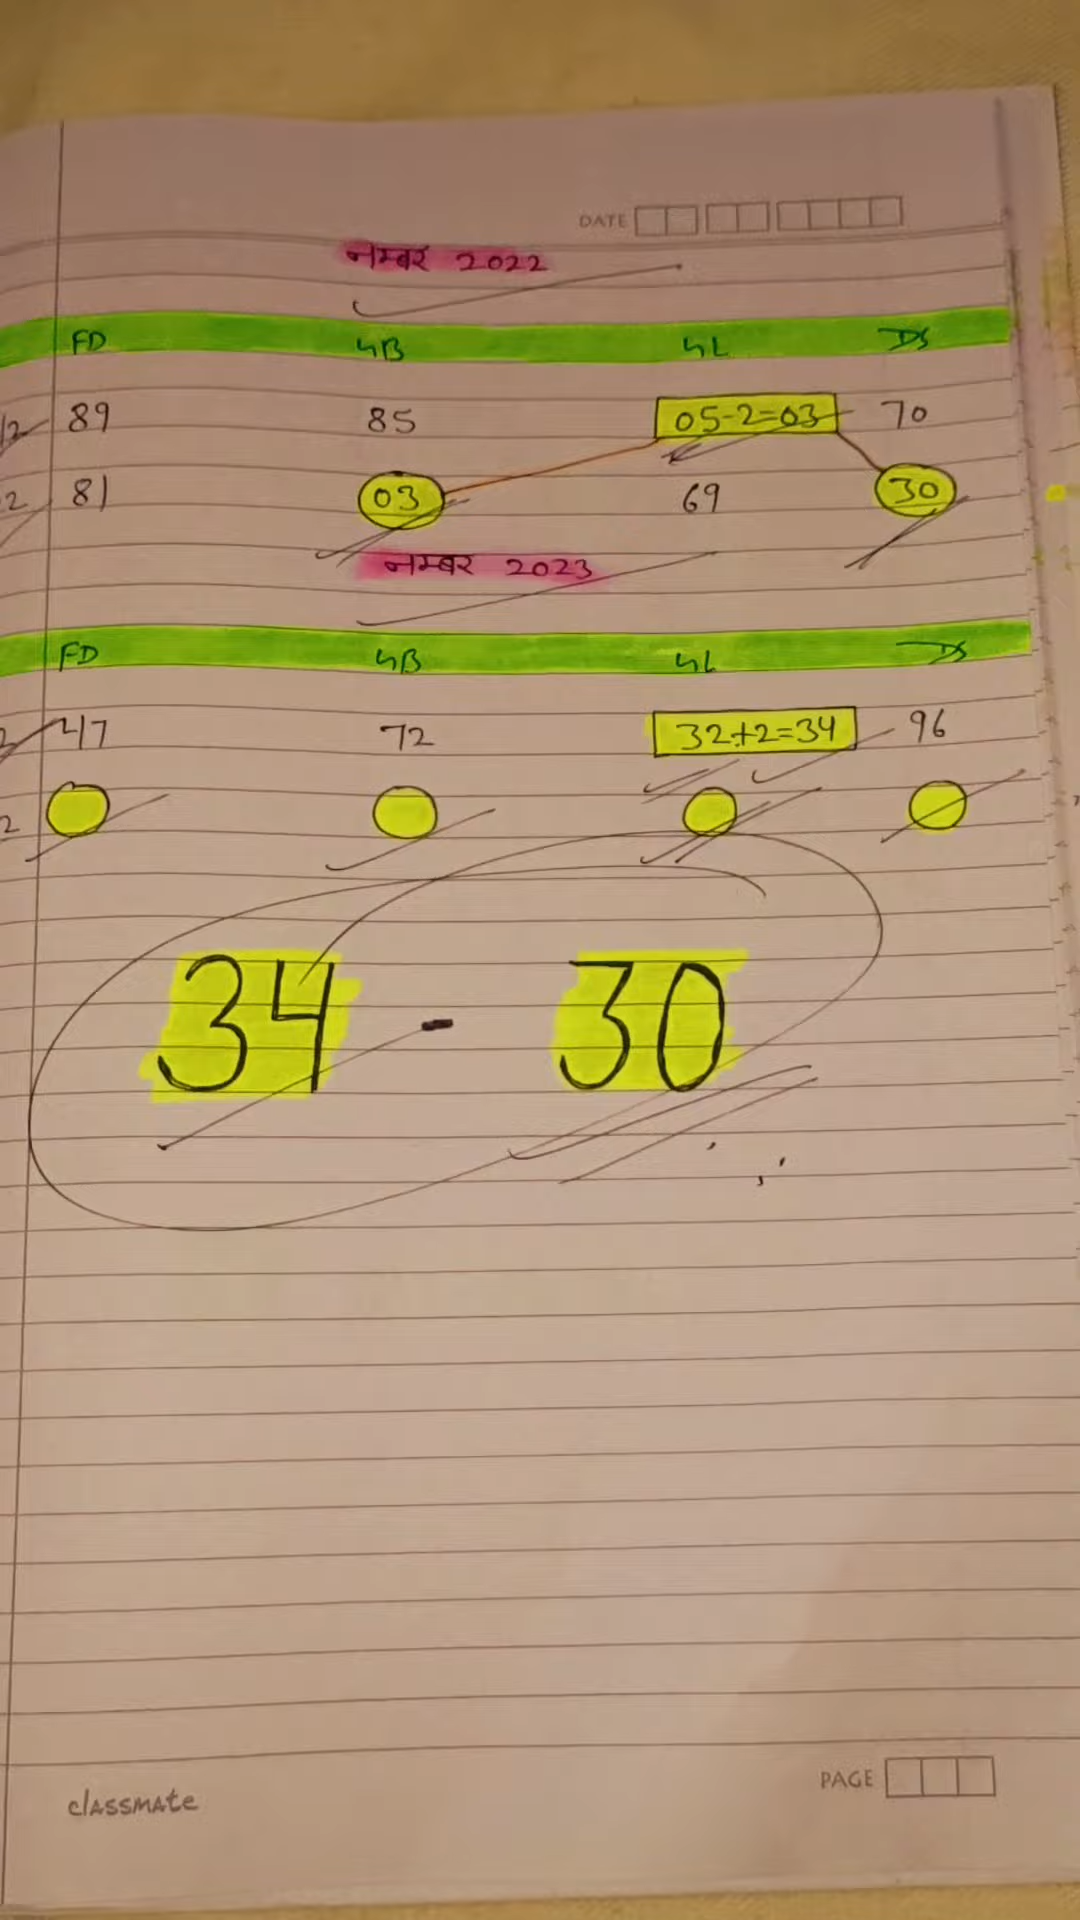 DATE
नम्बर 2022
FD GB GL DS
89 85 05-2=03 70
81 03 69 30
नम्बर 2023
FD GB GL DS
47 72 32+2=34 96
34 - 30
PAGE
classmate